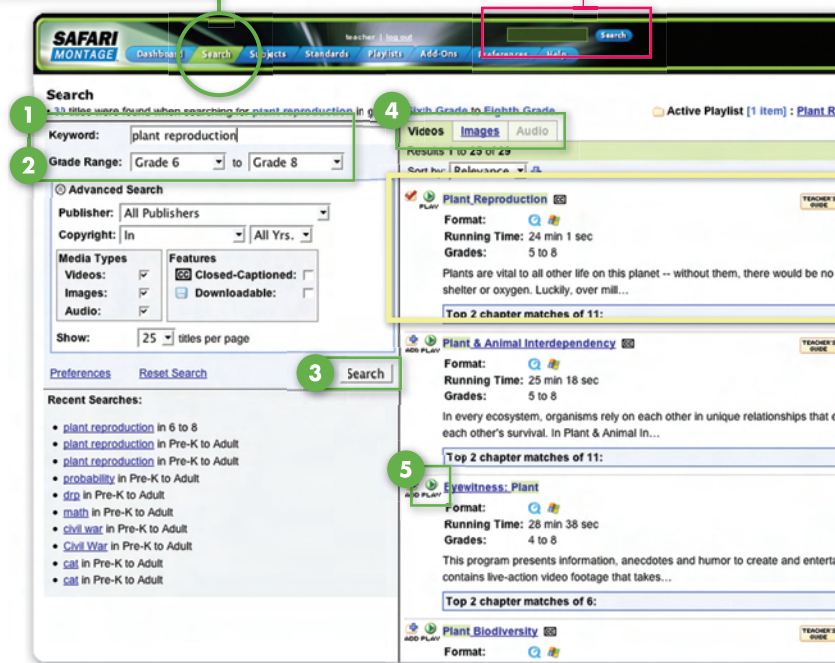 SAFARI
MONTAGE
teacher | log out
Search
Dashboard Search Subjects Standards Playlists Add-Ons Preferences Help
Search
titles were found when searching for plant reproduction in Sixth Grade to Eighth Grade
Active Playlist [1 item] : Plant R
1
Keyword: plant reproduction
2
Grade Range: Grade 6 to Grade 8
Advanced Search
Publisher: All Publishers
Copyright: In All Yrs.
Media Types
Videos:
Images:
Audio:
Features
CC Closed-Captioned:
Downloadable:
Show: 25 titles per page
Preferences Reset Search
3
Search
Recent Searches:
• plant reproduction in 6 to 8
• plant reproduction in Pre-K to Adult
• plant reproduction in Pre-K to Adult
• probability in Pre-K to Adult
• drp in Pre-K to Adult
• math in Pre-K to Adult
• civil war in Pre-K to Adult
• Civil War in Pre-K to Adult
• cat in Pre-K to Adult
• cat in Pre-K to Adult
4
Videos Images Audio
Results 1 to 25 of 29
Sort by: Relevance
PLAY
Plant Reproduction CC
TEACHER'S
GUIDE
Format:
Running Time: 24 min 1 sec
Grades: 5 to 8
Plants are vital to all other life on this planet -- without them, there would be no
shelter or oxygen. Luckily, over mill...
Top 2 chapter matches of 11:
ADD PLAY
Plant & Animal Interdependency CC
TEACHER'S
GUIDE
Format:
Running Time: 25 min 18 sec
Grades: 5 to 8
In every ecosystem, organisms rely on each other in unique relationships that
each other's survival. In Plant & Animal In...
Top 2 chapter matches of 11:
5
ADD PLAY
Eyewitness: Plant
Format:
Running Time: 28 min 38 sec
Grades: 4 to 8
This program presents information, anecdotes and humor to create and enterta
contains live-action video footage that takes...
Top 2 chapter matches of 6:
ADD PLAY
Plant Biodiversity CC
TEACHER'S
GUIDE
Format: